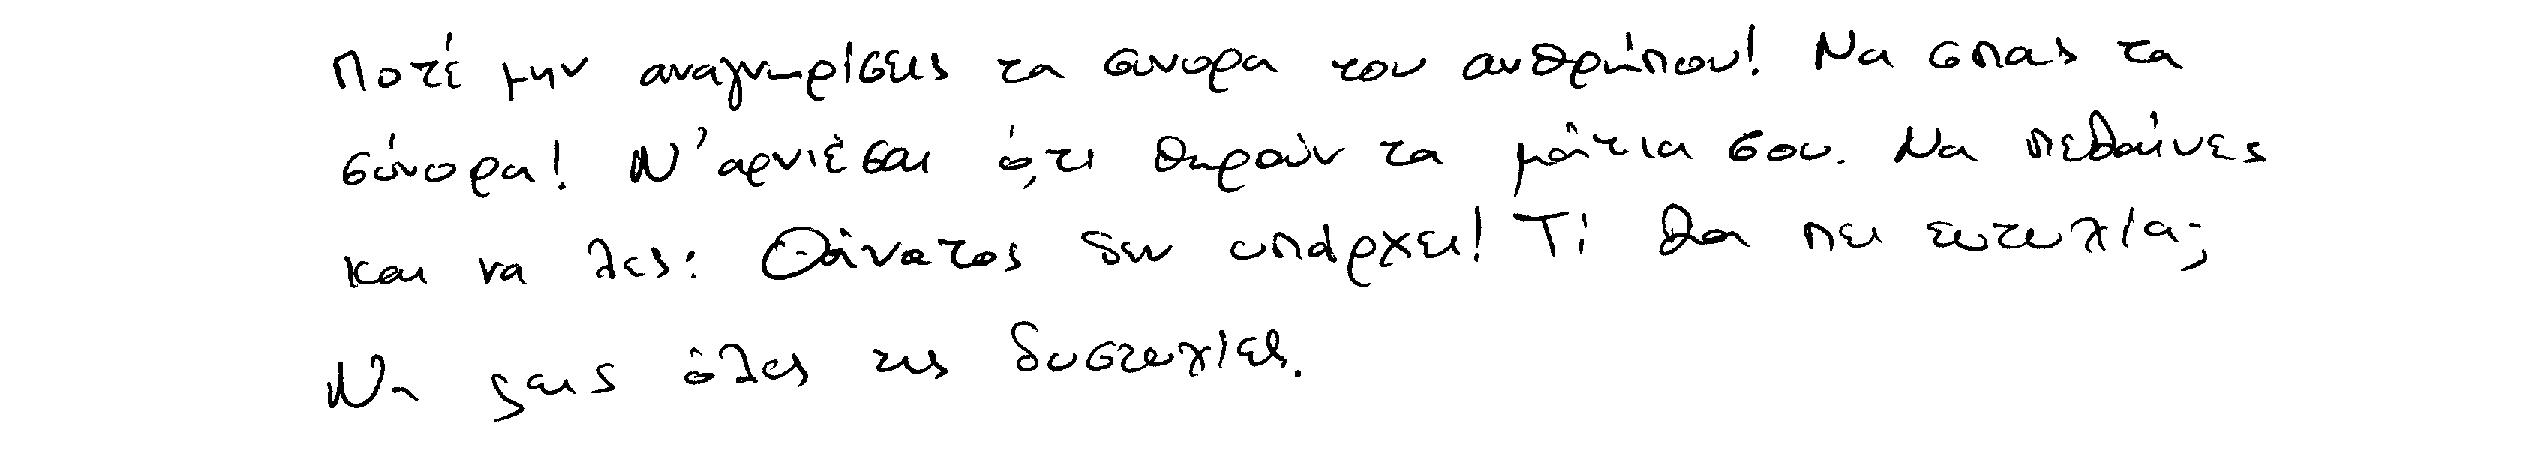 Ποτέ μην αναγνωρίσεις τα σύνορα του ανθρώπου! Να σπας τα
σύνορα! Ν' αρνιέσαι ό,τι θωρούν τα μάτια σου. Να πεθαίνεις
και να λες: Θάνατος δεν υπάρχει! Τί θα πει ευτυχία;
Να ζεις όλες τις δυστυχίες.